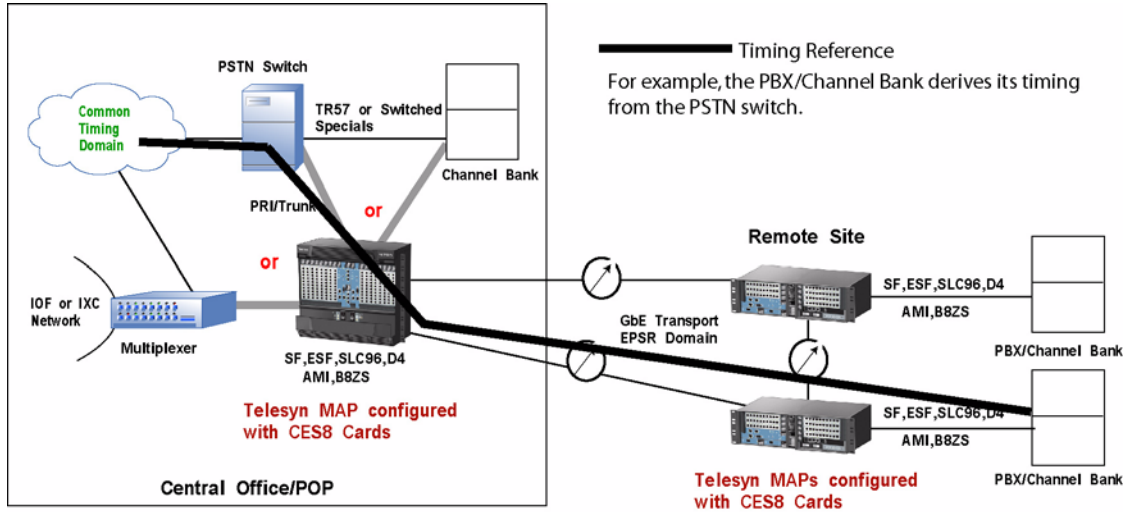 Timing Reference
For example, the PBX/Channel Bank derives its timing
from the PSTN switch.
PSTN Switch
Common
Timing
Domain
TR57 or Switched
Specials
Channel Bank
PRI/Trunk
or
or
IOF or IXC
Network
Multiplexer
SF,ESF,SLC96,D4
AMI,B8ZS
Telesyn MAP configured
with CES8 Cards
Central Office/POP
Remote Site
SF,ESF,SLC96,D4
AMI,B8ZS
PBX/Channel Bank
GbE Transport
EPSR Domain
SF,ESF,SLC96,D4
AMI,B8ZS
PBX/Channel Bank
Telesyn MAPs configured
with CES8 Cards